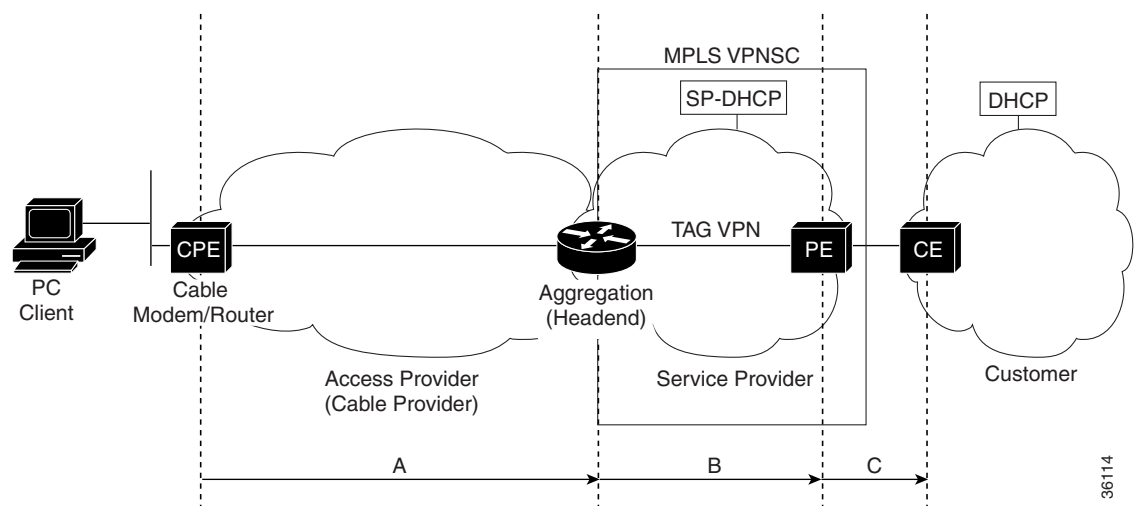 MPLS VPNSC
SP-DHCP
DHCP
CPE
TAG VPN
PE
CE
PC
Client
Cable
Modem/Router
Aggregation
(Headend)
Access Provider
(Cable Provider)
Service Provider
Customer
A
B
C
36114